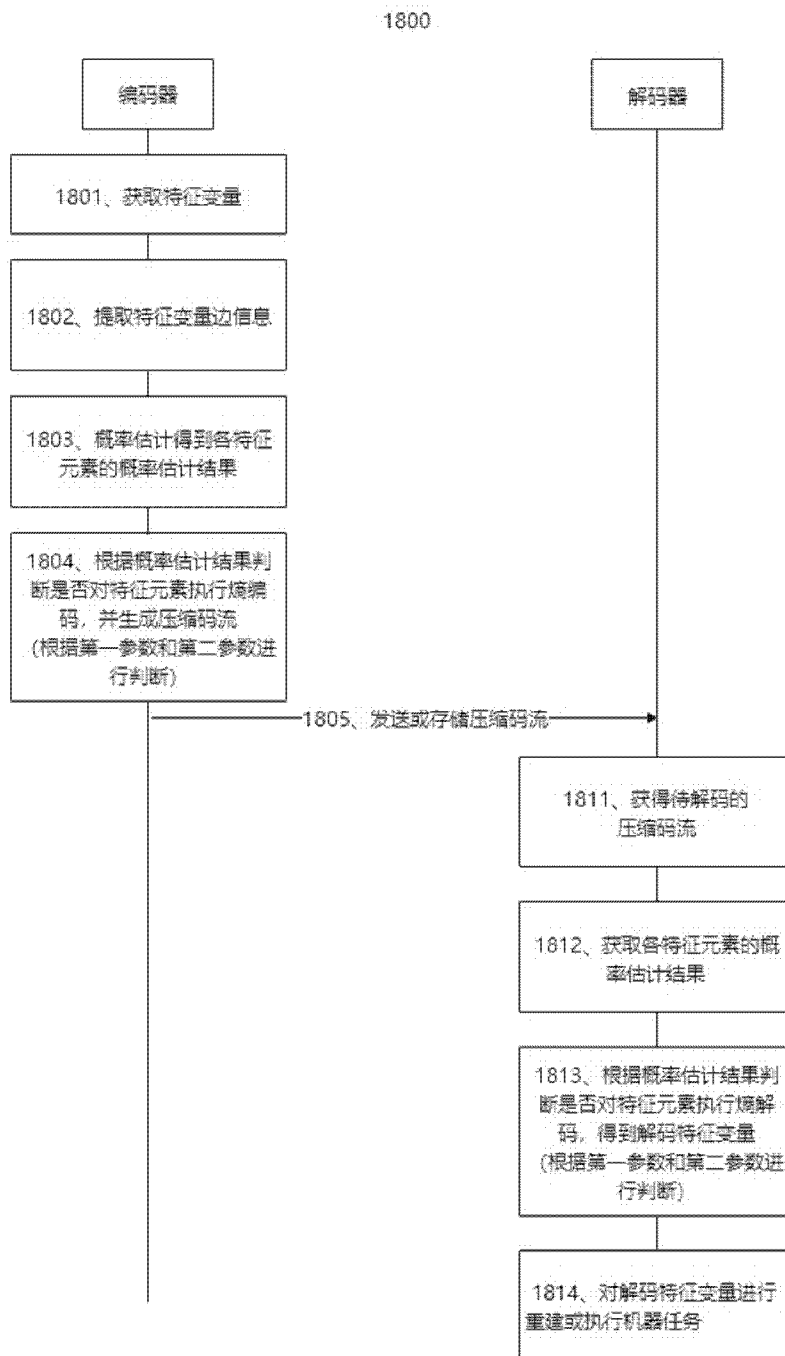 1800
编码器
解码器
1801、获取特征变量
1802、提取特征变量边信息
1803、概率估计得到各特征
元素的概率估计结果
1804、根据概率估计结果判
断是否对特征元素执行熵编
码，并生成压缩码流
（根据第一参数和第二参数进
行判断）
1805、发送或存储压缩码流
1811、获得待解码的
压缩码流
1812、获取各特征元素的概
率估计结果
1813、根据概率估计结果判
断是否对特征元素执行熵解
码，得到解码特征变量
（根据第一参数和第二参数进
行判断）
1814、对解码特征变量进行
重建或执行机器任务